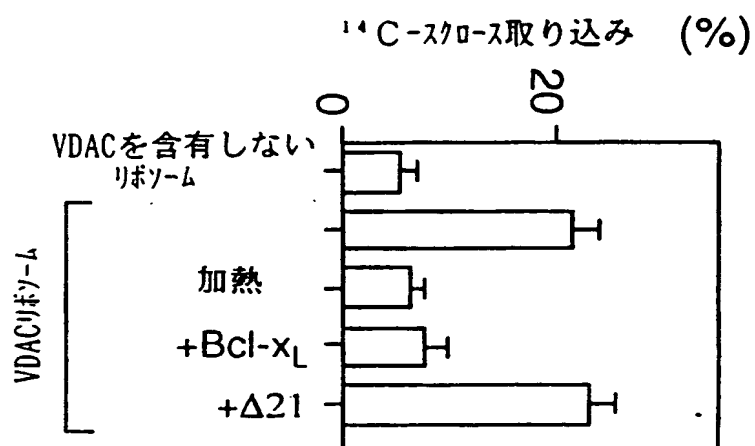 ¹⁴C-スクロース取り込み (%)
0
20
VDACを含有しない
リポソーム
加熱
+Bcl-xL
+Δ21
VDACリポソーム